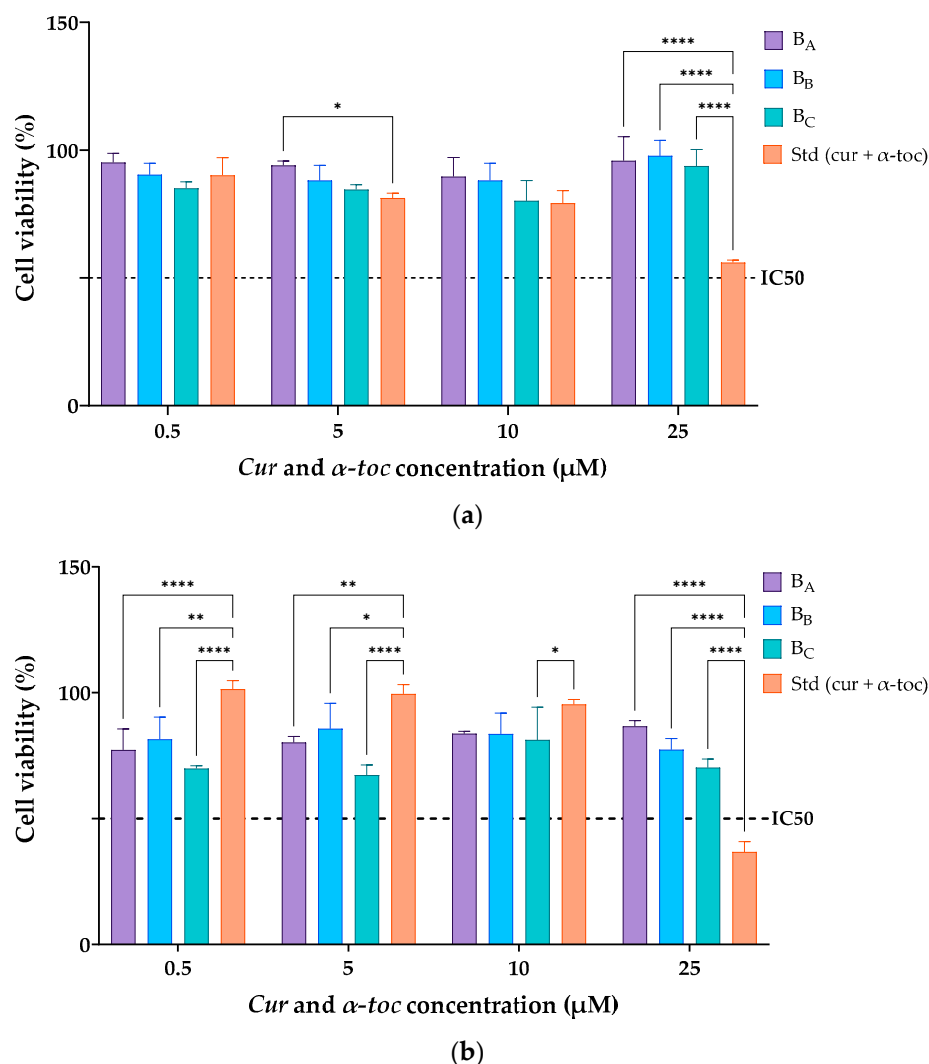 150
100
0
Cell viability (%)
****
****
****
*
IC50
B_A
B_B
B_C
Std (cur + α-toc)
0.5 5 10 25
Cur and α-toc concentration (μM)
(a)
150
100
0
Cell viability (%)
**** ** ****
** * ****
**** **** *
IC50
B_A
B_B
B_C
Std (cur + α-toc)
0.5 5 10 25
Cur and α-toc concentration (μM)
(b)